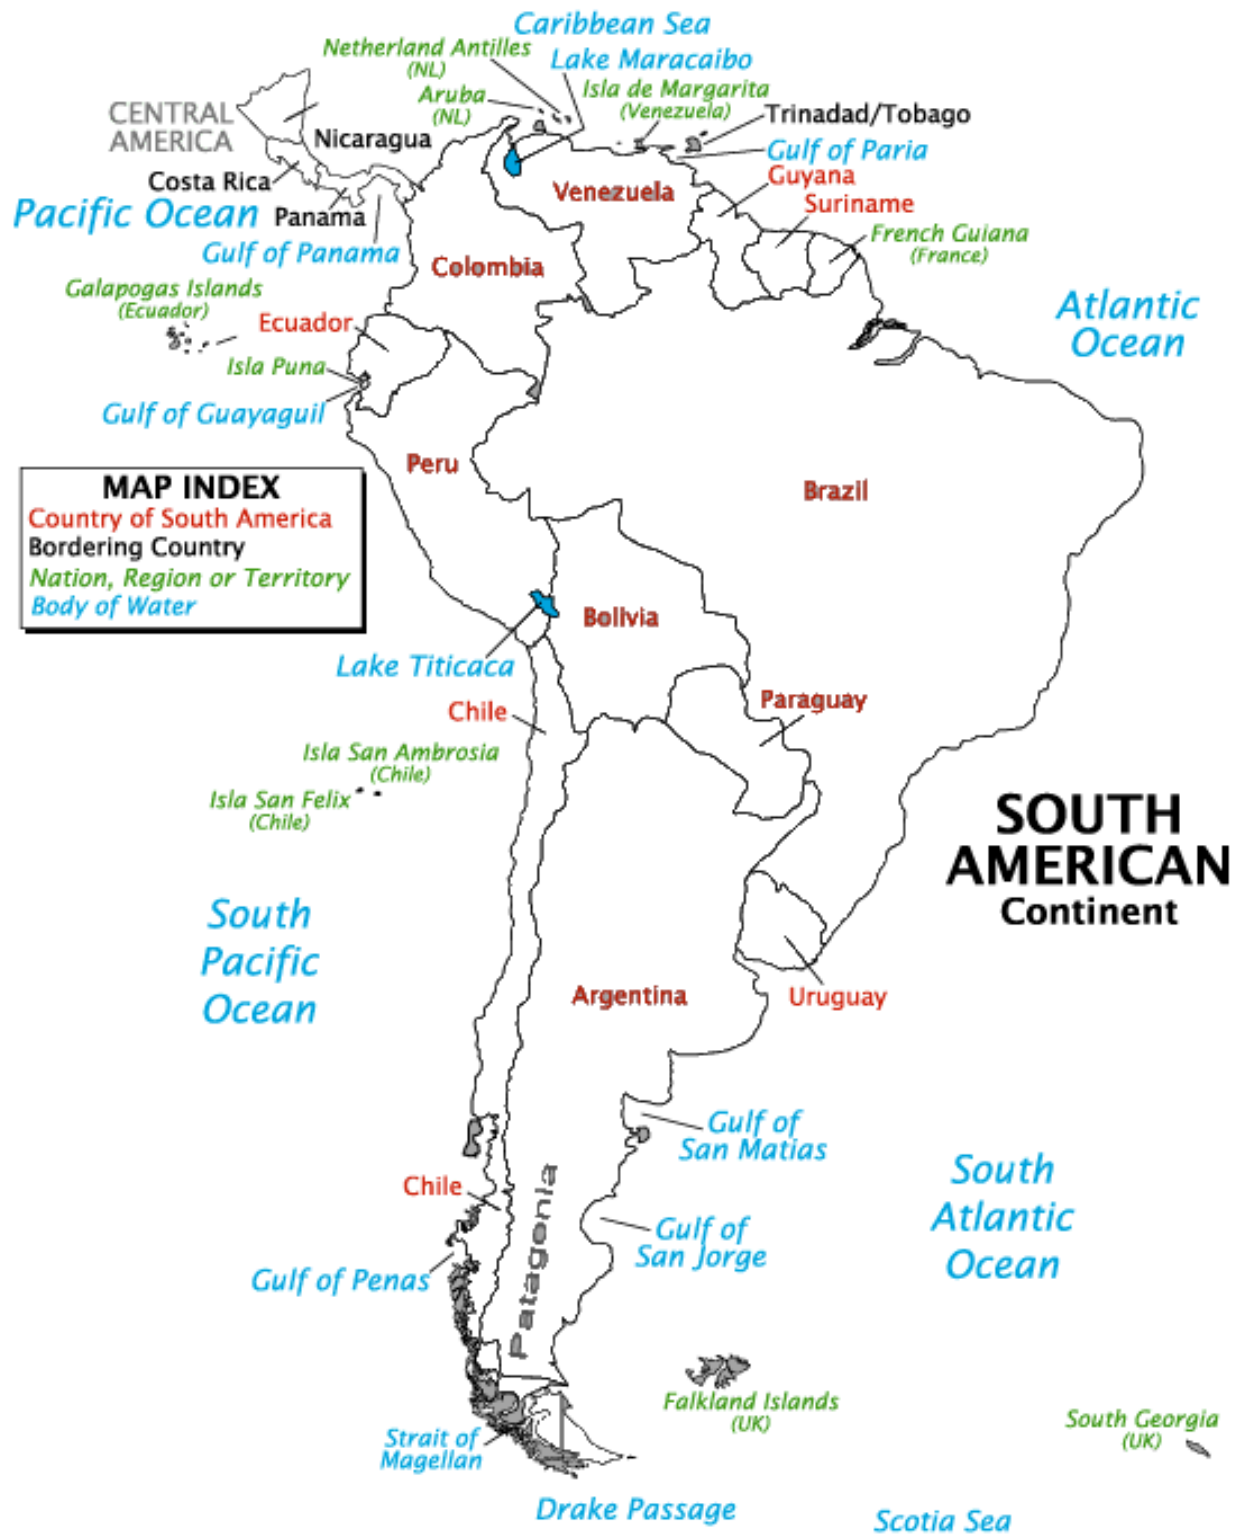 Caribbean Sea
Netherland Antilles
(NL)
Lake Maracaibo
Aruba
(NL)
Isla de Margarita
(Venezuela)
Trinadad/Tobago
CENTRAL
AMERICA
Nicaragua
Gulf of Paria
Costa Rica
Guyana
Venezuela
Suriname
Pacific Ocean
Panama
French Guiana
(France)
Gulf of Panama
Colombia
Galapogas Islands
(Ecuador)
Atlantic
Ocean
Ecuador
Isla Puna
Gulf of Guayaguil
Peru
Brazil
MAP INDEX
Country of South America
Bordering Country
Nation, Region or Territory
Body of Water
Bolivia
Lake Titicaca
Paraguay
Chile
Isla San Ambrosia
(Chile)
Isla San Felix
(Chile)
SOUTH
AMERICAN
Continent
South
Pacific
Ocean
Argentina
Uruguay
Gulf of
San Matias
South
Atlantic
Ocean
Chile
Patagonia
Gulf of
San Jorge
Gulf of Penas
Falkland Islands
(UK)
South Georgia
(UK)
Strait of
Magellan
Drake Passage
Scotia Sea